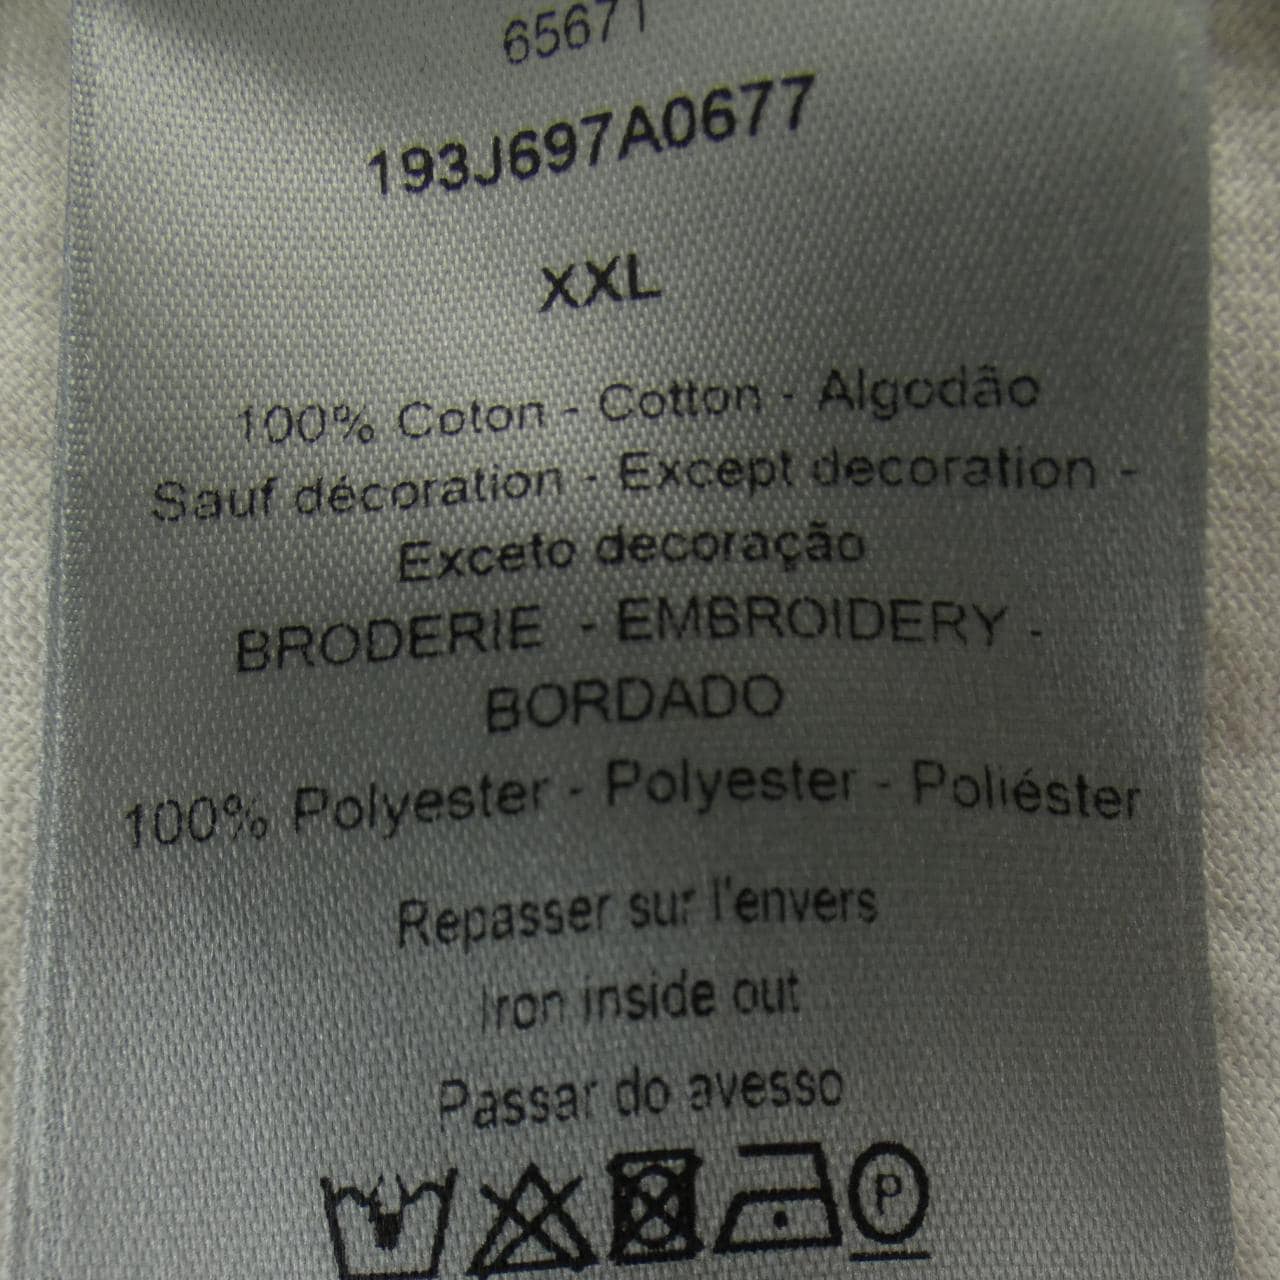 65671
193J697A0677
XXL
100% Coton - Cotton - Algodão
Sauf décoration - Except decoration -
Exceto decoração
BRODERIE - EMBROIDERY -
BORDADO
100% Polyester - Polyester - Poliéster
Repasser sur l'envers
Iron inside out
Passar do avesso
P